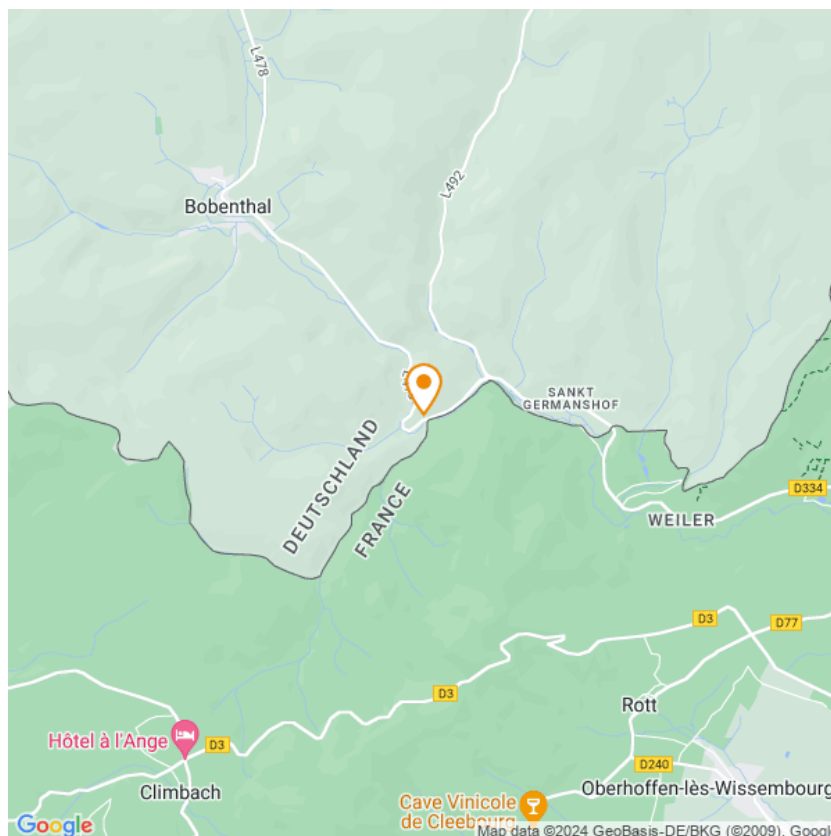 L478
L492
Bobenthal
SANKT
GERMANSHOF
DEUTSCHLAND
FRANCE
D334
WEILER
D3
D77
D3
Rott
Hôtel à l'Ange
D3
D240
Climbach
Oberhoffen-lès-Wissembourg
Cave Vinicole
de Cleebourg
Google
Map data ©2024 GeoBasis-DE/BKG (©2009), Google